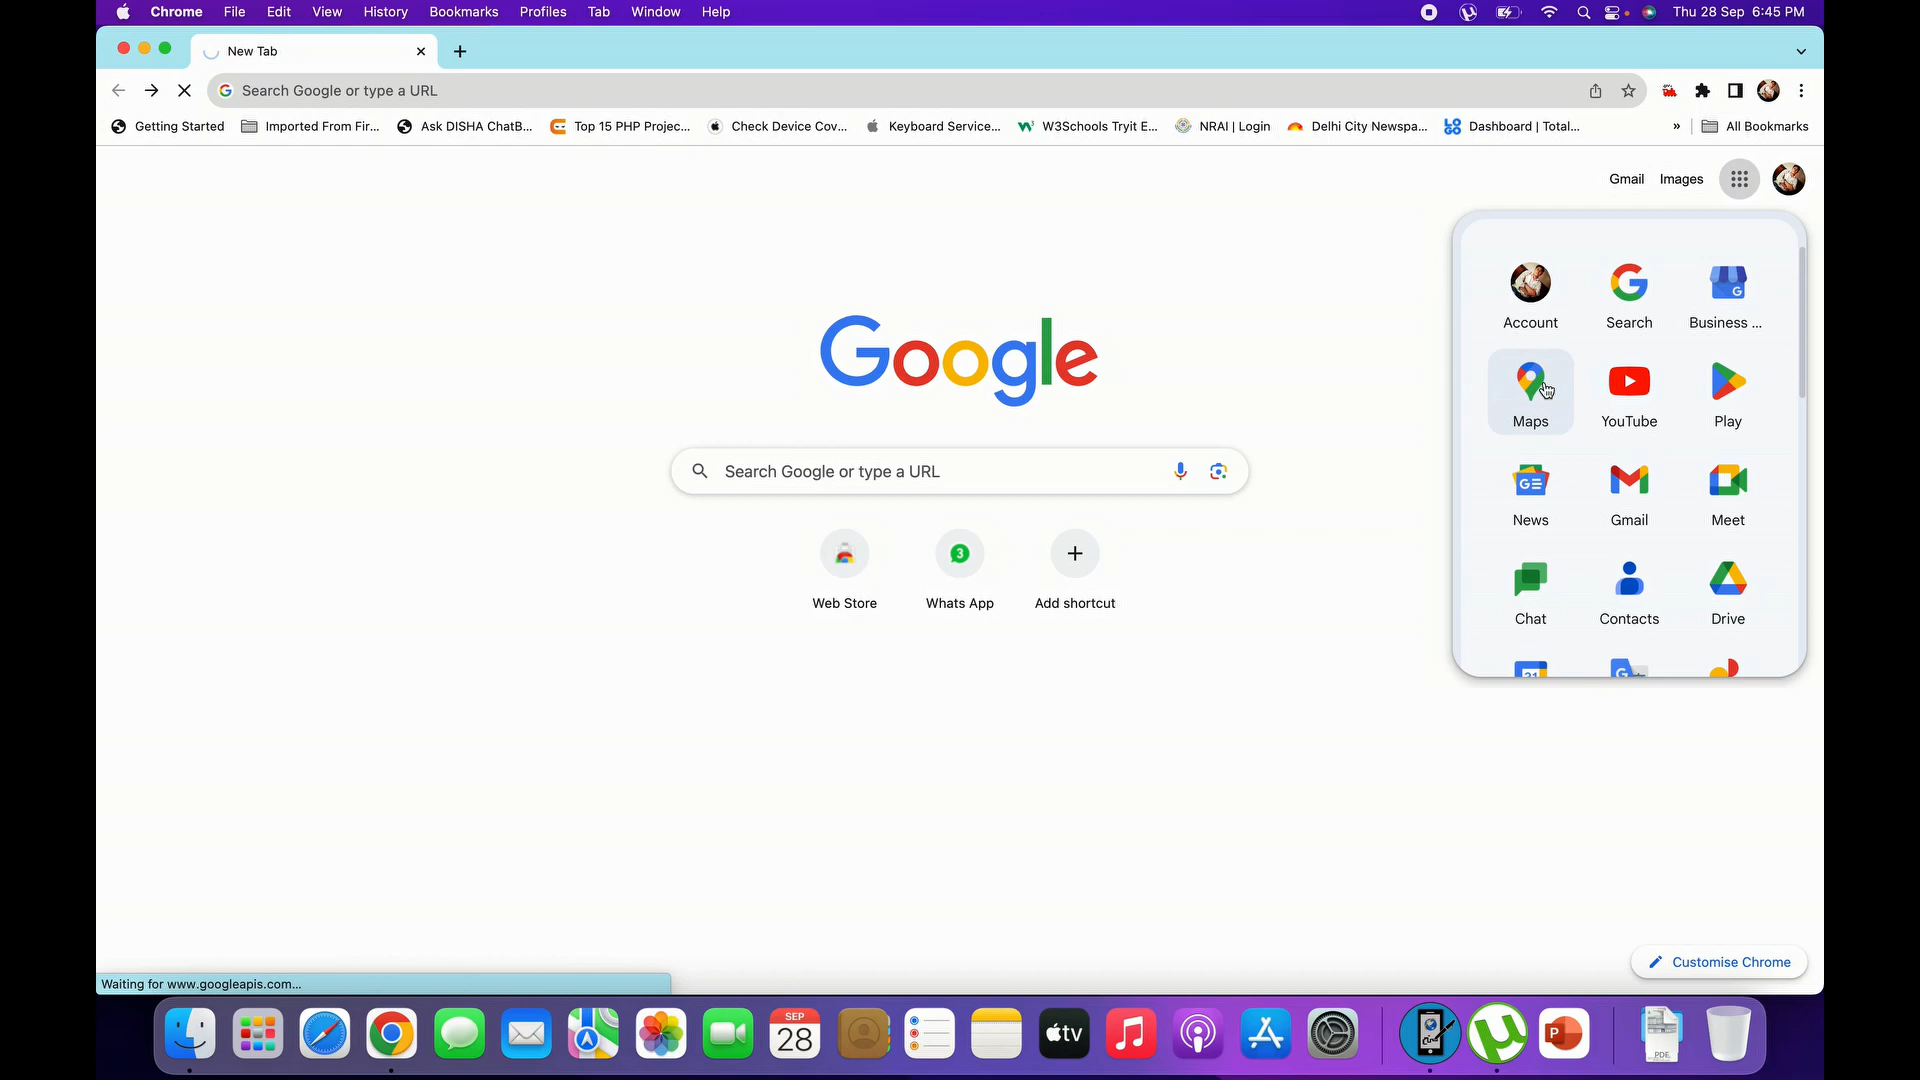 Chrome File Edit View History Bookmarks Profiles Tab Window Help Thu 28 Sep 6:45 PM
New Tab
Search Google or type a URL
Getting Started Imported From Fir... Ask DISHA ChatB... Top 15 PHP Projec... Check Device Cov... Keyboard Service... W3Schools Tryit E... NRAI | Login Delhi City Newspa... Dashboard | Total... » All Bookmarks
Gmail Images
Account Search Business ...
Google
Maps YouTube Play
Search Google or type a URL
GE
News Gmail Meet
3
Web Store Whats App Add shortcut
Chat Contacts Drive
31 G
Customise Chrome
Waiting for www.googleapis.com...
SEP
28
tv
P
PDF